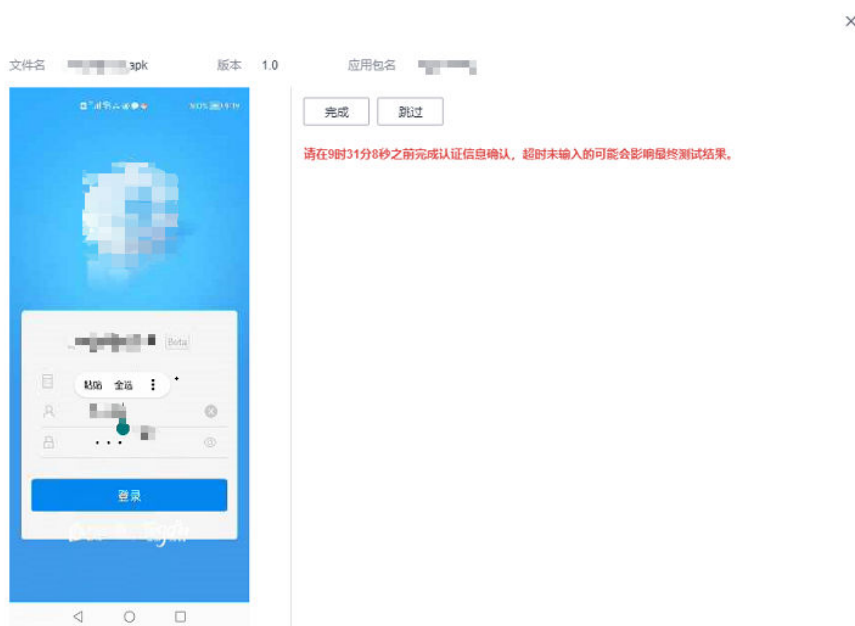 文件名 apk 版本 1.0 应用包名
完成 跳过
请在9时31分8秒之前完成认证信息确认，超时未输入的可能会影响最终测试结果。
Beta
粘贴 全选
登录